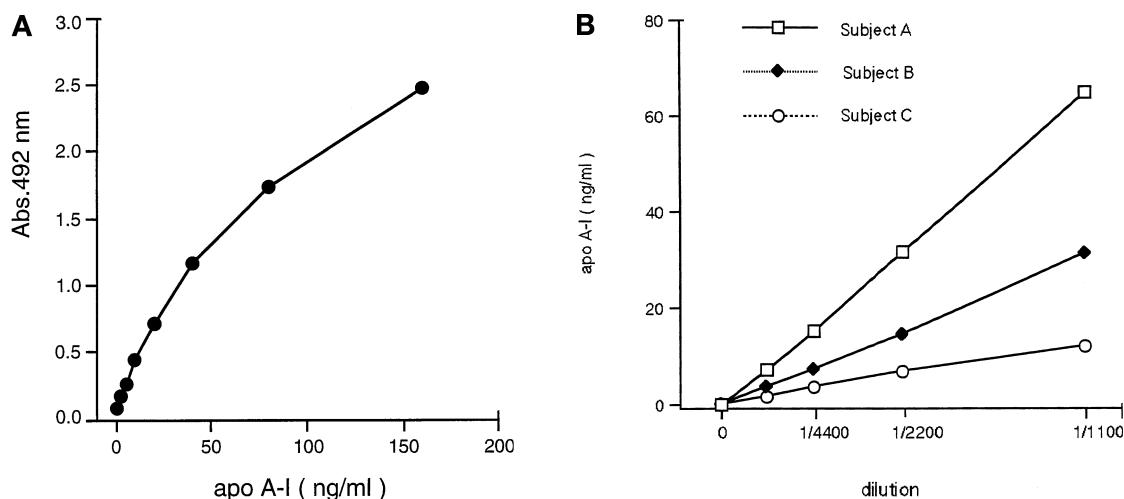 A
3.0
2.5
2.0
1.5
1.0
0.5
0.0
Abs.492 nm
0 50 100 150 200
apo A-I ( ng/ml )
B
80
60
40
20
0
apo A-I ( ng/ml )
Subject A
Subject B
Subject C
0 1/4400 1/2200 1/1100
dilution